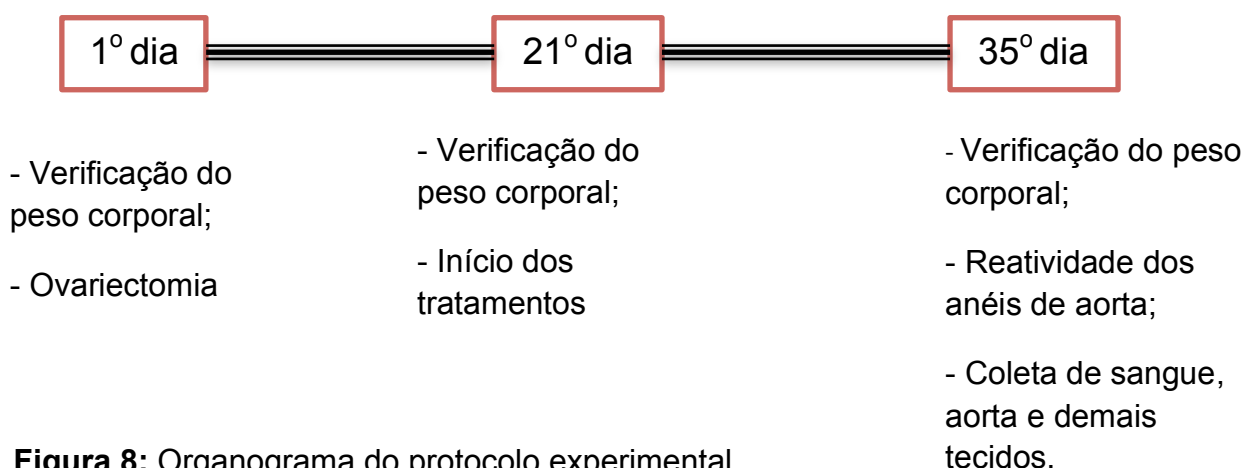 1º dia
21º dia
35º dia
- Verificação do
peso corporal;
- Ovariectomia
- Verificação do
peso corporal;
- Início dos
tratamentos
- Verificação do peso
corporal;
- Reatividade dos
anéis de aorta;
- Coleta de sangue,
aorta e demais
tecidos.
Figura 8: Organograma do protocolo experimental